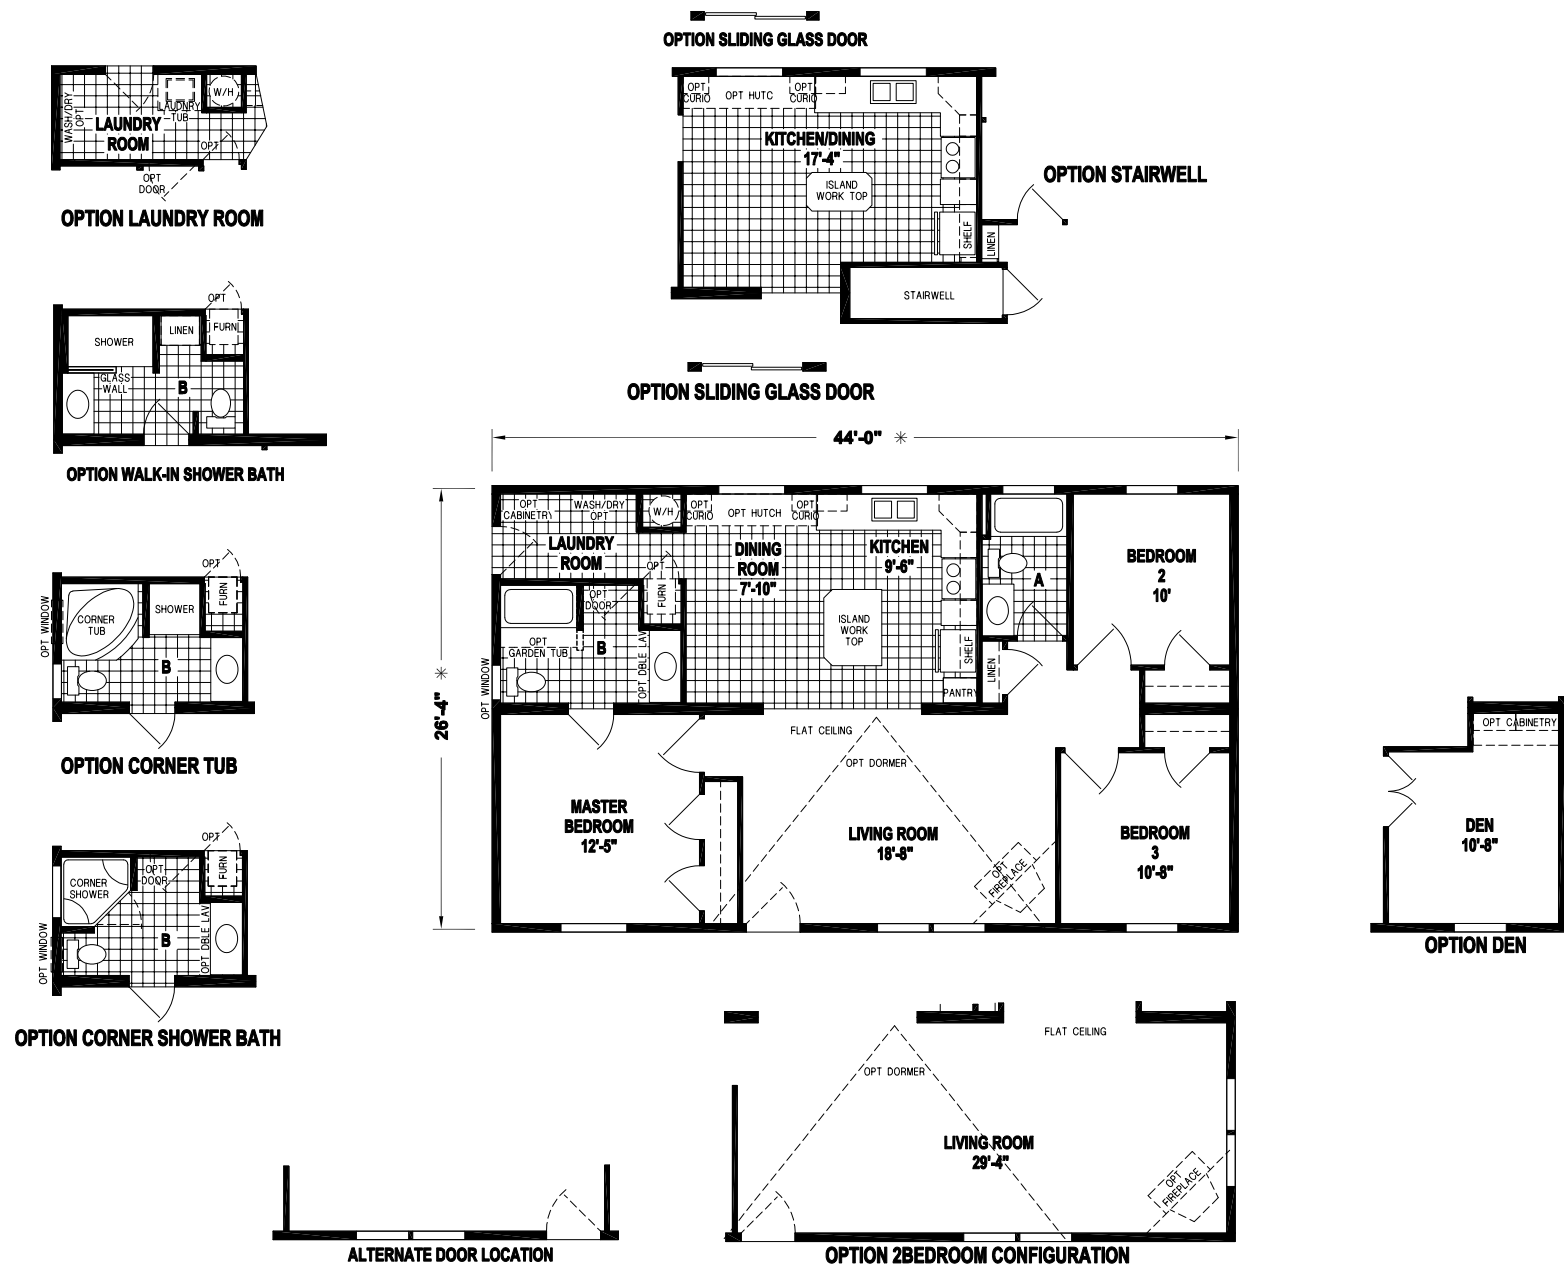 OPTION SLIDING GLASS DOOR
WASH/DRY
OPT
LAUNDRY
TUB
W/H
LAUNDRY
ROOM
OPT
OPT
DOOR
OPTION LAUNDRY ROOM
OPT
CURIO
OPT HUTC
OPT
CURIO
KITCHEN/DINING
17'-4"
ISLAND
WORK TOP
SHELF
LINEN
STAIRWELL
OPTION STAIRWELL
OPTION SLIDING GLASS DOOR
OPT
SHOWER
LINEN
FURN
GLASS
WALL
B
OPTION WALK-IN SHOWER BATH
OPT
OPT WINDOW
CORNER
TUB
SHOWER
FURN
B
OPTION CORNER TUB
OPT
CORNER
SHOWER
OPT
DOOR
FURN
OPT WINDOW
B
OPT DBLE LAV
OPTION CORNER SHOWER BATH
44'-0"
26'-4"
OPT
CABINETRY
WASH/DRY
OPT
W/H
LAUNDRY
ROOM
OPT
CURIO
OPT HUTCH
OPT
CURIO
DINING
ROOM
7'-10"
KITCHEN
9'-6"
A
BEDROOM
2
10'
OPT
OPT
DOOR
FURN
OPT
GARDEN TUB
B
OPT DBLE LAV
OPT WINDOW
ISLAND
WORK
TOP
SHELF
PANTRY
LINEN
FLAT CEILING
OPT DORMER
MASTER
BEDROOM
12'-5"
LIVING ROOM
18'-8"
OPT
FIREPLACE
BEDROOM
3
10'-8"
OPT CABINETRY
DEN
10'-8"
OPTION DEN
FLAT CEILING
OPT DORMER
LIVING ROOM
29'-4"
OPT
FIREPLACE
ALTERNATE DOOR LOCATION
OPTION 2BEDROOM CONFIGURATION